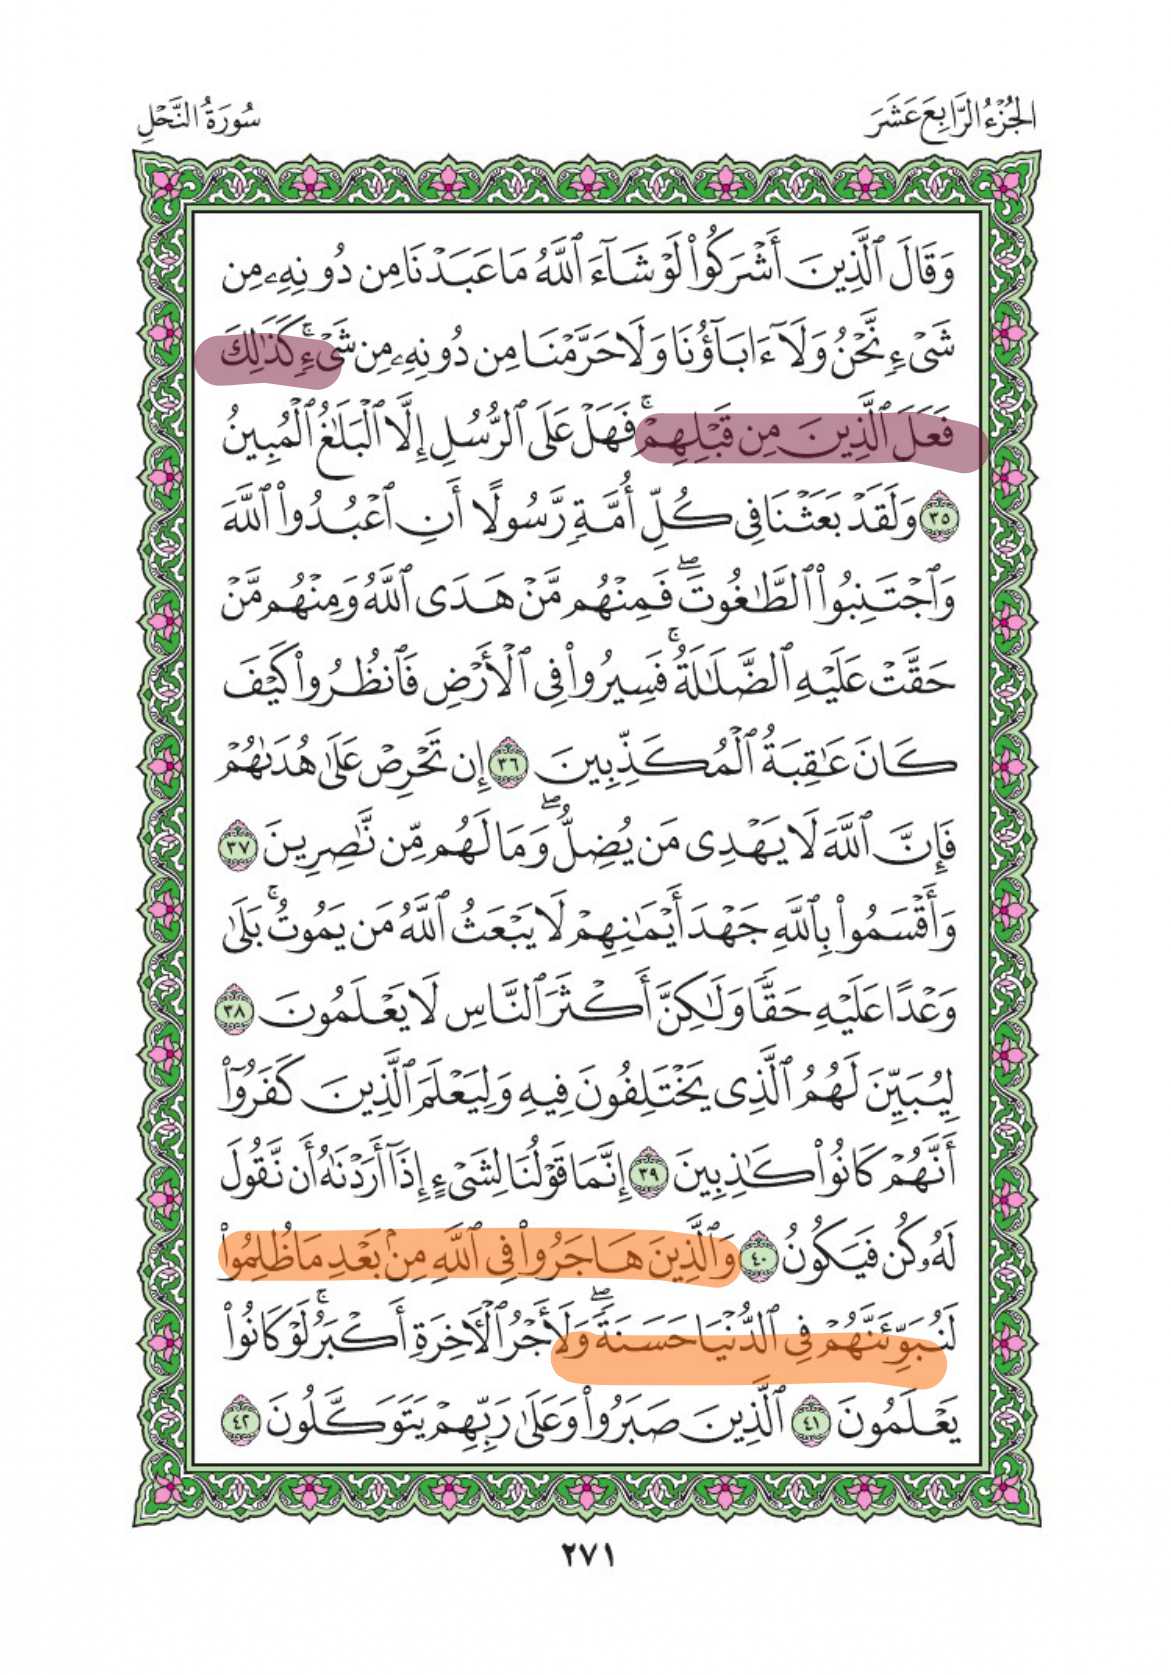 الجُزْءُ الرَّابِعَ عَشَرَ
سُورَةُ النَّحْلِ
وَقَالَ ٱلَّذِينَ أَشْرَكُوا۟ لَوْ شَآءَ ٱللَّهُ مَا عَبَدْنَا مِن دُونِهِۦ مِن
شَىْءٍ نَّحْنُ وَلَآ ءَابَآؤُنَا وَلَا حَرَّمْنَا مِن دُونِهِۦ مِن شَىْءٍ ۚ كَذَٰلِكَ
فَعَلَ ٱلَّذِينَ مِن قَبْلِهِمْ ۚ فَهَلْ عَلَى ٱلرُّسُلِ إِلَّا ٱلْبَلَـٰغُ ٱلْمُبِينُ
٣٥ وَلَقَدْ بَعَثْنَا فِى كُلِّ أُمَّةٍ رَّسُولًا أَنِ ٱعْبُدُوا۟ ٱللَّهَ
وَٱجْتَنِبُوا۟ ٱلطَّـٰغُوتَ ۖ فَمِنْهُم مَّنْ هَدَى ٱللَّهُ وَمِنْهُم مَّنْ
حَقَّتْ عَلَيْهِ ٱلضَّلَـٰلَةُ ۚ فَسِيرُوا۟ فِى ٱلْأَرْضِ فَٱنظُرُوا۟ كَيْفَ
كَانَ عَـٰقِبَةُ ٱلْمُكَذِّبِينَ ٣٦ إِن تَحْرِصْ عَلَىٰ هُدَىٰهُمْ
فَإِنَّ ٱللَّهَ لَا يَهْدِى مَن يُضِلُّ ۖ وَمَا لَهُم مِّن نَّـٰصِرِينَ ٣٧
وَأَقْسَمُوا۟ بِٱللَّهِ جَهْدَ أَيْمَـٰنِهِمْ لَا يَبْعَثُ ٱللَّهُ مَن يَمُوتُ ۚ بَلَىٰ
وَعْدًا عَلَيْهِ حَقًّا وَلَـٰكِنَّ أَكْثَرَ ٱلنَّاسِ لَا يَعْلَمُونَ ٣٨
لِيُبَيِّنَ لَهُمُ ٱلَّذِى يَخْتَلِفُونَ فِيهِ وَلِيَعْلَمَ ٱلَّذِينَ كَفَرُوٓا۟
أَنَّهُمْ كَانُوا۟ كَـٰذِبِينَ ٣٩ إِنَّمَا قَوْلُنَا لِشَىْءٍ إِذَآ أَرَدْنَـٰهُ أَن نَّقُولَ
لَهُۥ كُن فَيَكُونُ ٤٠ وَٱلَّذِينَ هَاجَرُوا۟ فِى ٱللَّهِ مِنۢ بَعْدِ مَا ظُلِمُوا۟
لَنُبَوِّئَنَّهُمْ فِى ٱلدُّنْيَا حَسَنَةً ۖ وَلَأَجْرُ ٱلْـَٔاخِرَةِ أَكْبَرُ ۚ لَوْ كَانُوا۟
يَعْلَمُونَ ٤١ ٱلَّذِينَ صَبَرُوا۟ وَعَلَىٰ رَبِّهِمْ يَتَوَكَّلُونَ ٤٢
٢٧١